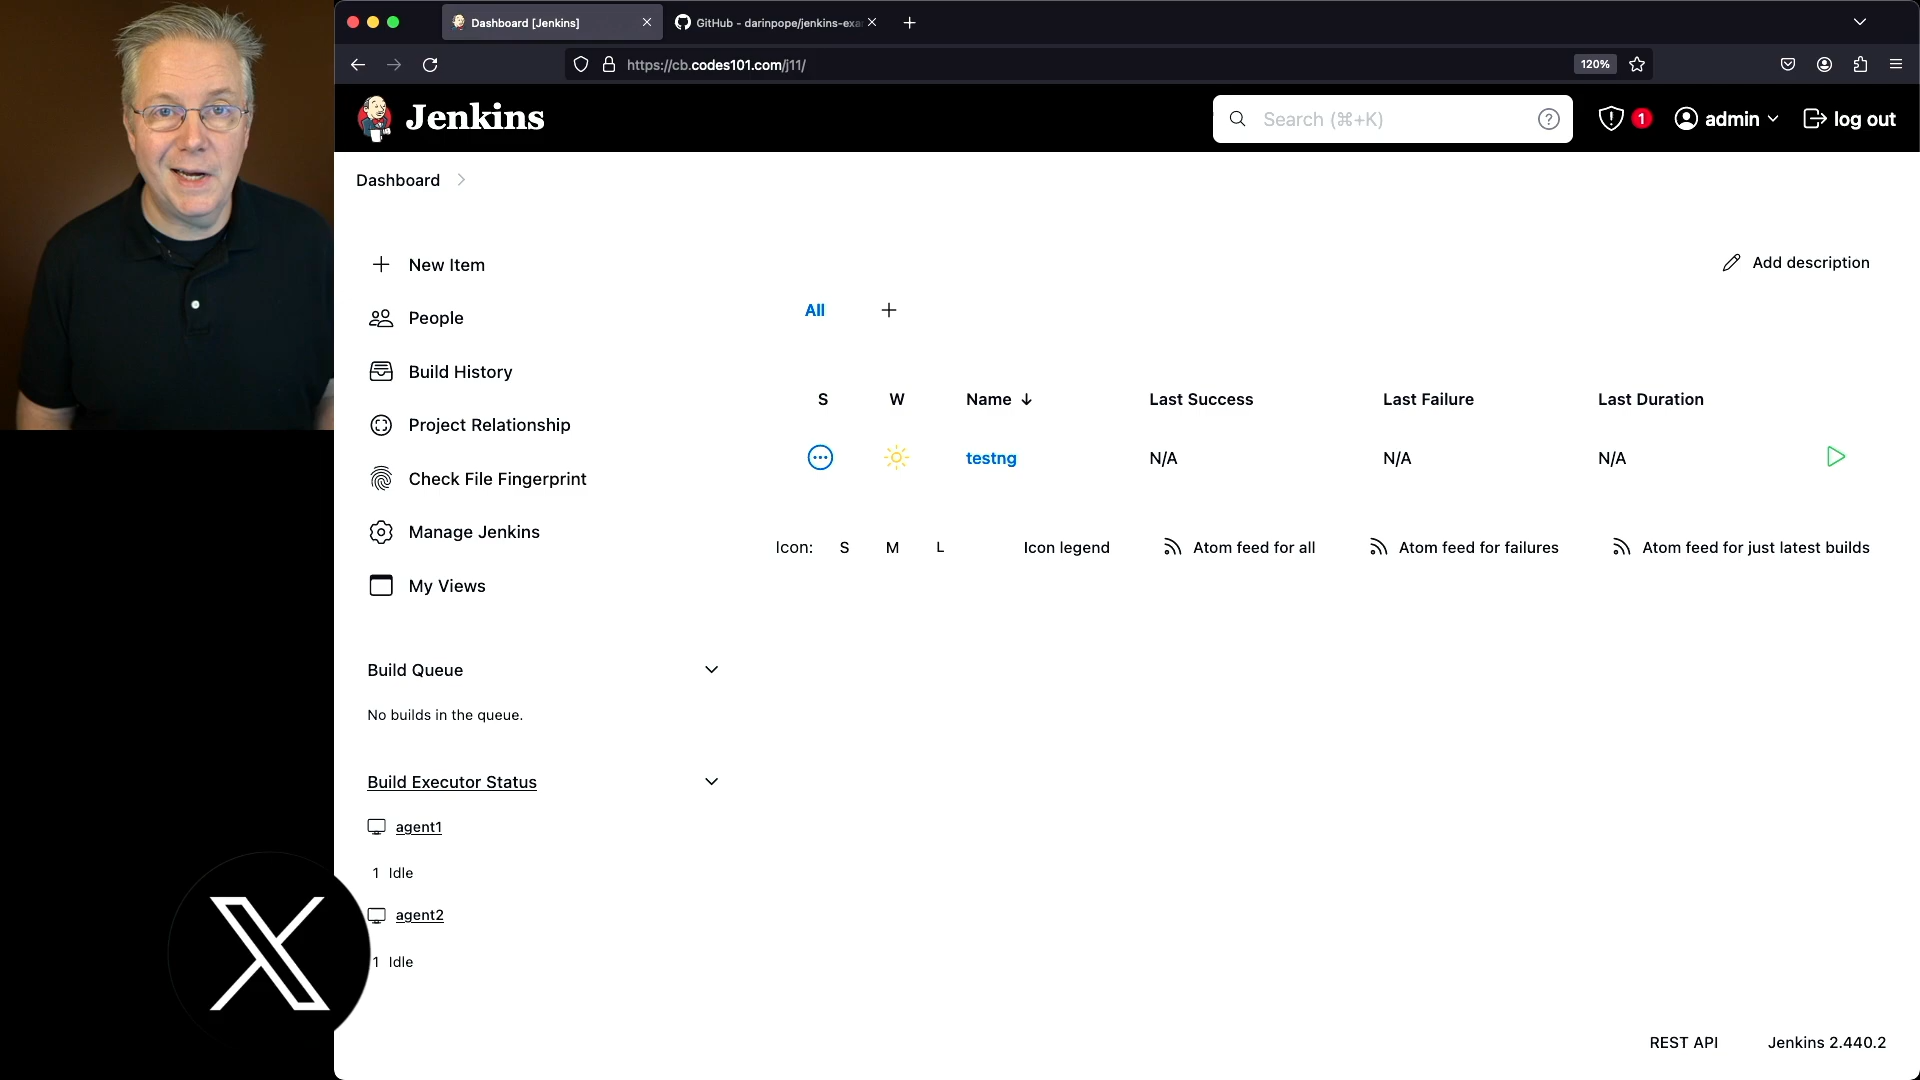 Dashboard [Jenkins]
GitHub - darinpope/jenkins-exa
https://cb.codes101.com/j11/
120%
Jenkins
Search (⌘+K)
1
admin
log out
Dashboard
New Item
Add description
People
All
Build History
S W Name ↓ Last Success Last Failure Last Duration
Project Relationship
testng N/A N/A N/A
Check File Fingerprint
Manage Jenkins
Icon: S M L Icon legend Atom feed for all Atom feed for failures Atom feed for just latest builds
My Views
Build Queue
No builds in the queue.
Build Executor Status
agent1
1 Idle
agent2
1 Idle
REST API
Jenkins 2.440.2